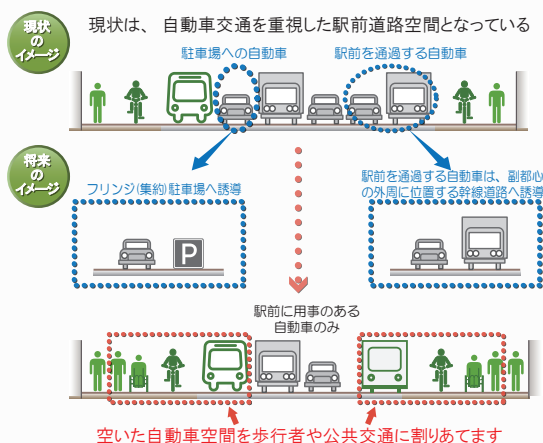 現状
の
イメージ
現状は、自動車交通を重視した駅前道路空間となっている
駐車場への自動車
駅前を通過する自動車
将来
の
イメージ
フリンジ(集約)駐車場へ誘導
駅前を通過する自動車は、副都心
の外周に位置する幹線道路へ誘導
P
駅前に用事のある
自動車のみ
空いた自動車空間を歩行者や公共交通に割りあてます